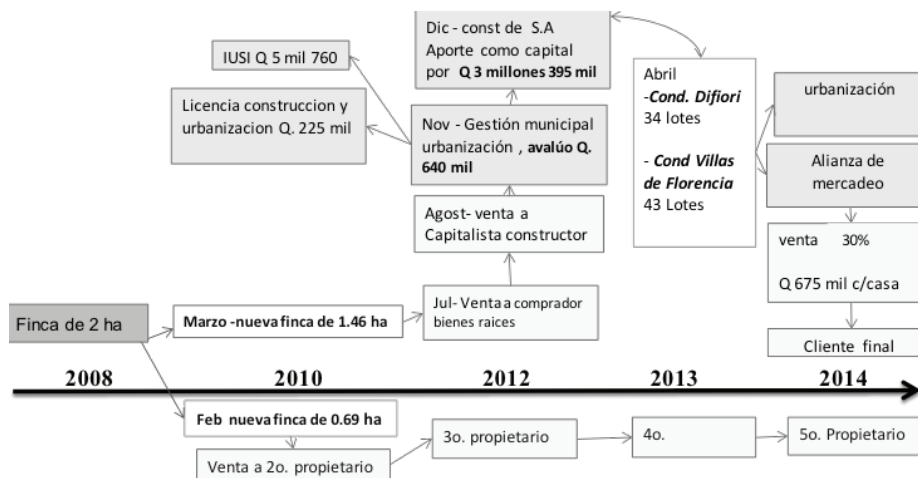 Dic - const de S.A
Aporte como capital
por Q 3 millones 395 mil
IUSI Q 5 mil 760
Licencia construccion y
urbanizacion Q. 225 mil
Nov - Gestión municipal
urbanización , avalúo Q.
640 mil
Agost- venta a
Capitalista constructor
Abril
-Cond. Difiori
34 lotes
- Cond Villas
de Florencia
43 Lotes
urbanización
Alianza de
mercadeo
venta 30%
Q 675 mil c/casa
Cliente final
Finca de 2 ha
Marzo -nueva finca de 1.46 ha
Jul- Venta a comprador
bienes raices
2008 2010 2012 2013 2014
Feb nueva finca de 0.69 ha
Venta a 2o. propietario
3o. propietario
4o.
5o. Propietario